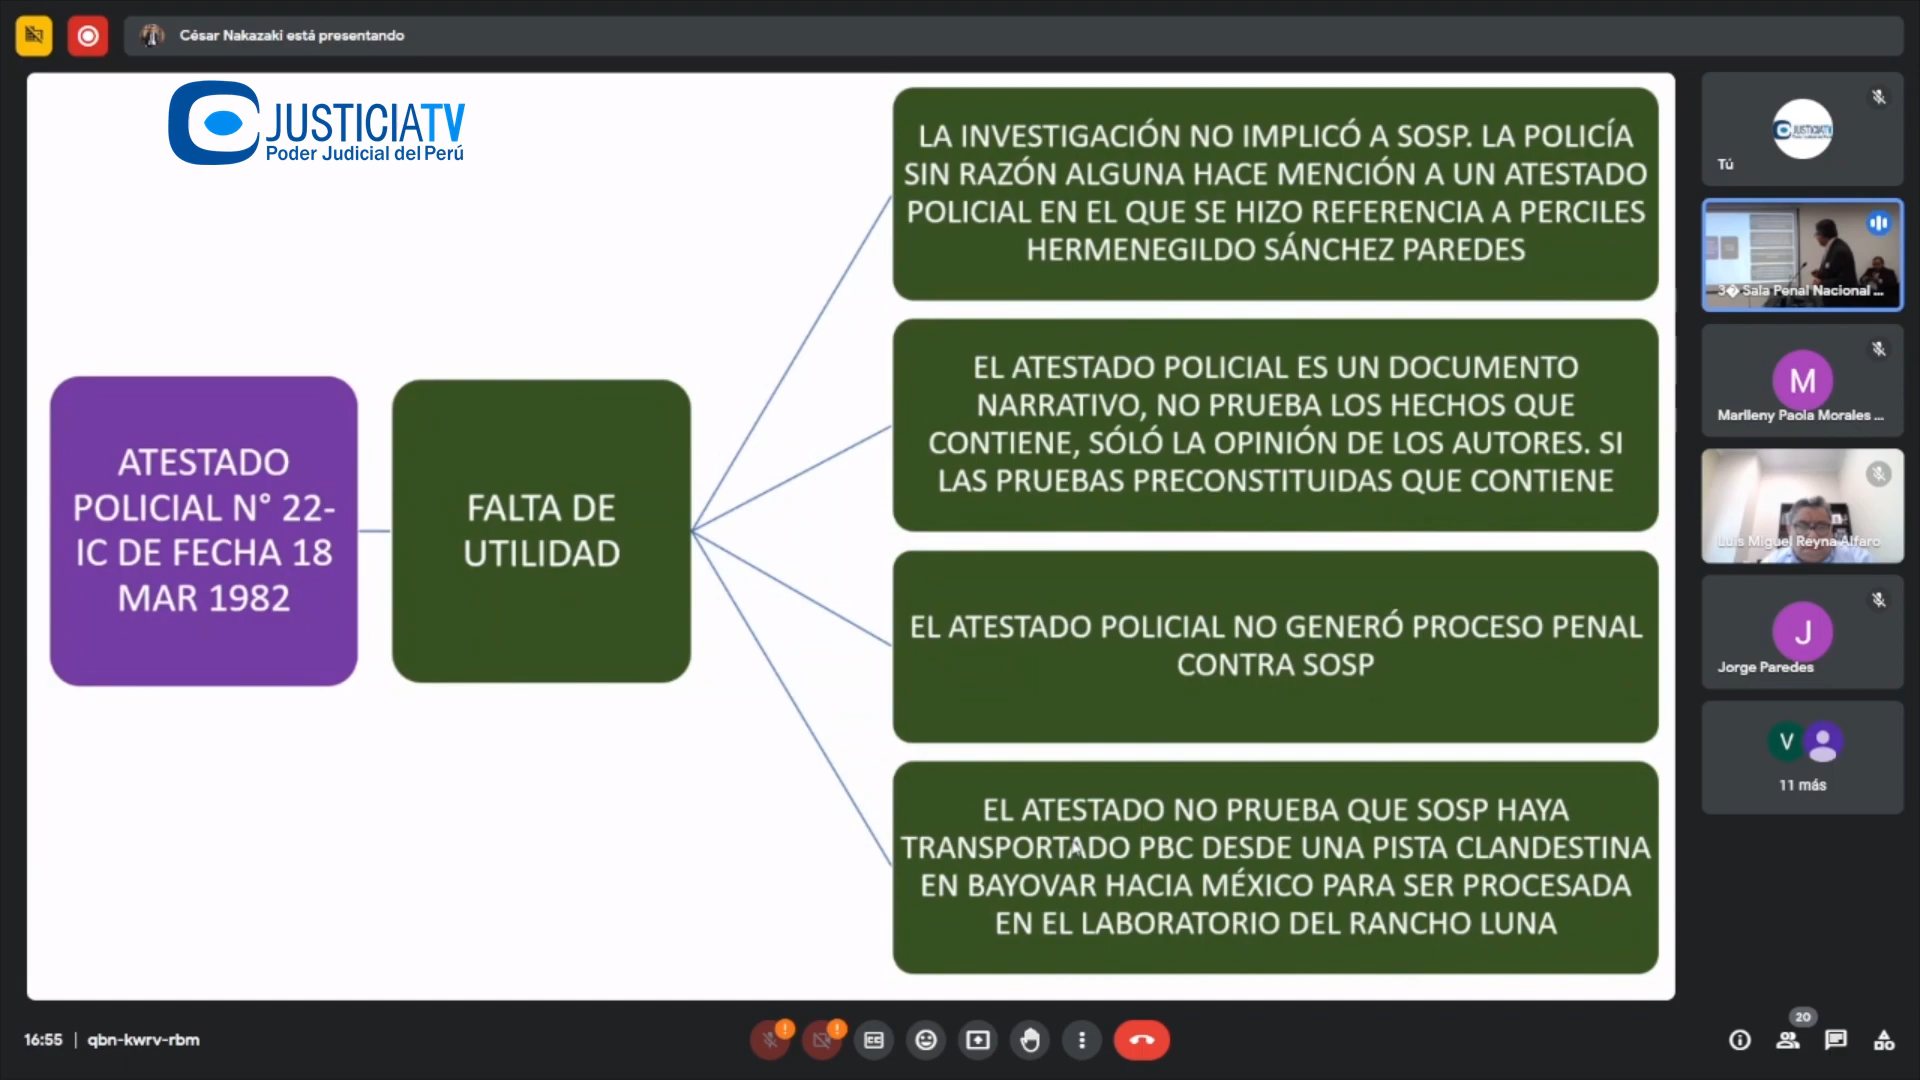 César Nakazaki está presentando
JUSTICIATV
Poder Judicial del Perú
ATESTADO
POLICIAL N° 22-
IC DE FECHA 18
MAR 1982
FALTA DE
UTILIDAD
LA INVESTIGACIÓN NO IMPLICÓ A SOSP. LA POLICÍA
SIN RAZÓN ALGUNA HACE MENCIÓN A UN ATESTADO
POLICIAL EN EL QUE SE HIZO REFERENCIA A PERCILES
HERMENEGILDO SÁNCHEZ PAREDES
EL ATESTADO POLICIAL ES UN DOCUMENTO
NARRATIVO, NO PRUEBA LOS HECHOS QUE
CONTIENE, SÓLÓ LA OPINIÓN DE LOS AUTORES. SI
LAS PRUEBAS PRECONSTITUIDAS QUE CONTIENE
EL ATESTADO POLICIAL NO GENERÓ PROCESO PENAL
CONTRA SOSP
EL ATESTADO NO PRUEBA QUE SOSP HAYA
TRANSPORTADO PBC DESDE UNA PISTA CLANDESTINA
EN BAYOVAR HACIA MÉXICO PARA SER PROCESADA
EN EL LABORATORIO DEL RANCHO LUNA
JUSTICIATV
Tú
3� Sala Penal Nacional ...
M
Marlleny Paola Morales ...
Luis Miguel Reyna Alfaro
J
Jorge Paredes
V
11 más
16:55 | qbn-kwrv-rbm
20